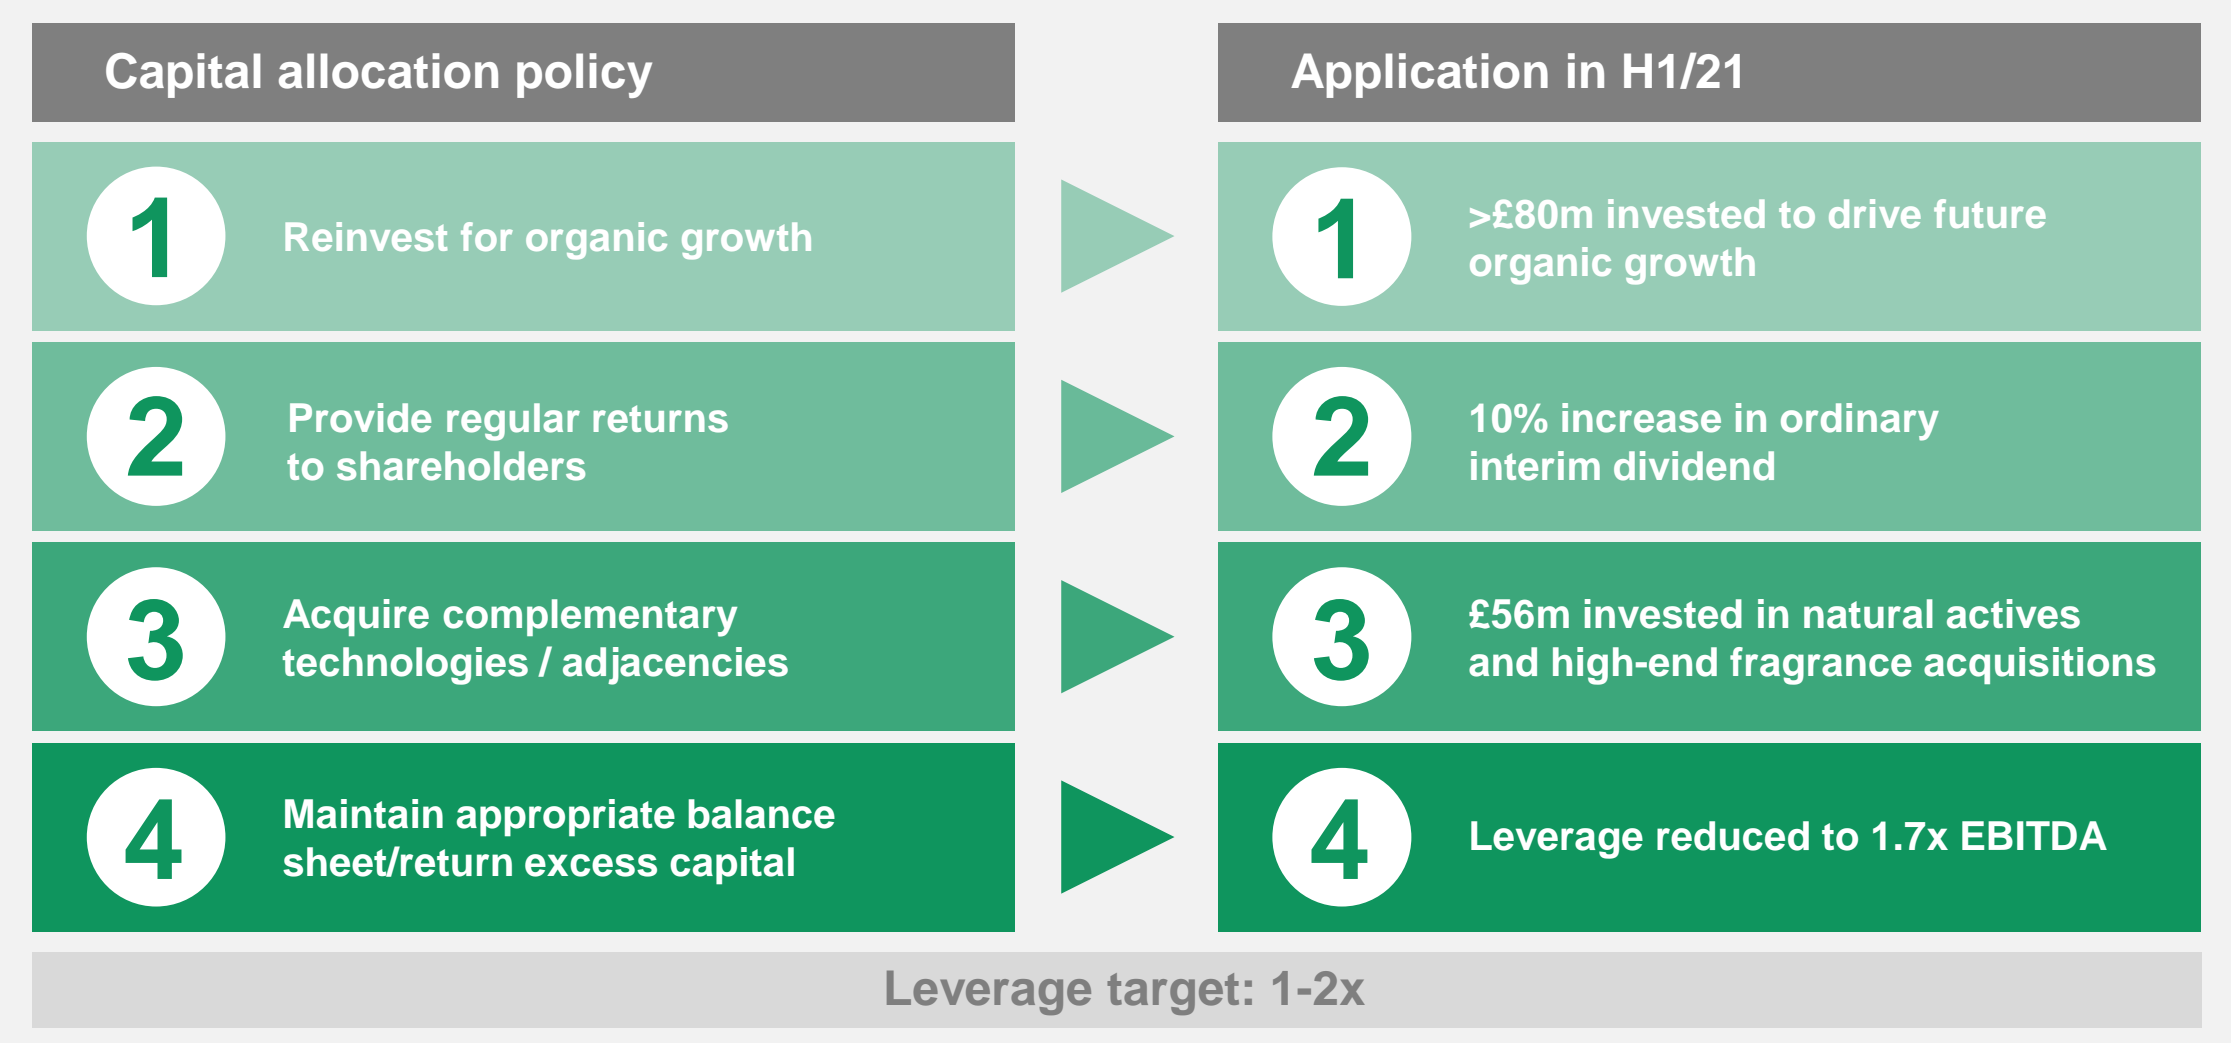 Capital allocation policy
Application in H1/21
1
Reinvest for organic growth
1
>£80m invested to drive future
organic growth
2
Provide regular returns
to shareholders
2
10% increase in ordinary
interim dividend
3
Acquire complementary
technologies / adjacencies
3
£56m invested in natural actives
and high-end fragrance acquisitions
4
Maintain appropriate balance
sheet/return excess capital
4
Leverage reduced to 1.7x EBITDA
Leverage target: 1-2x